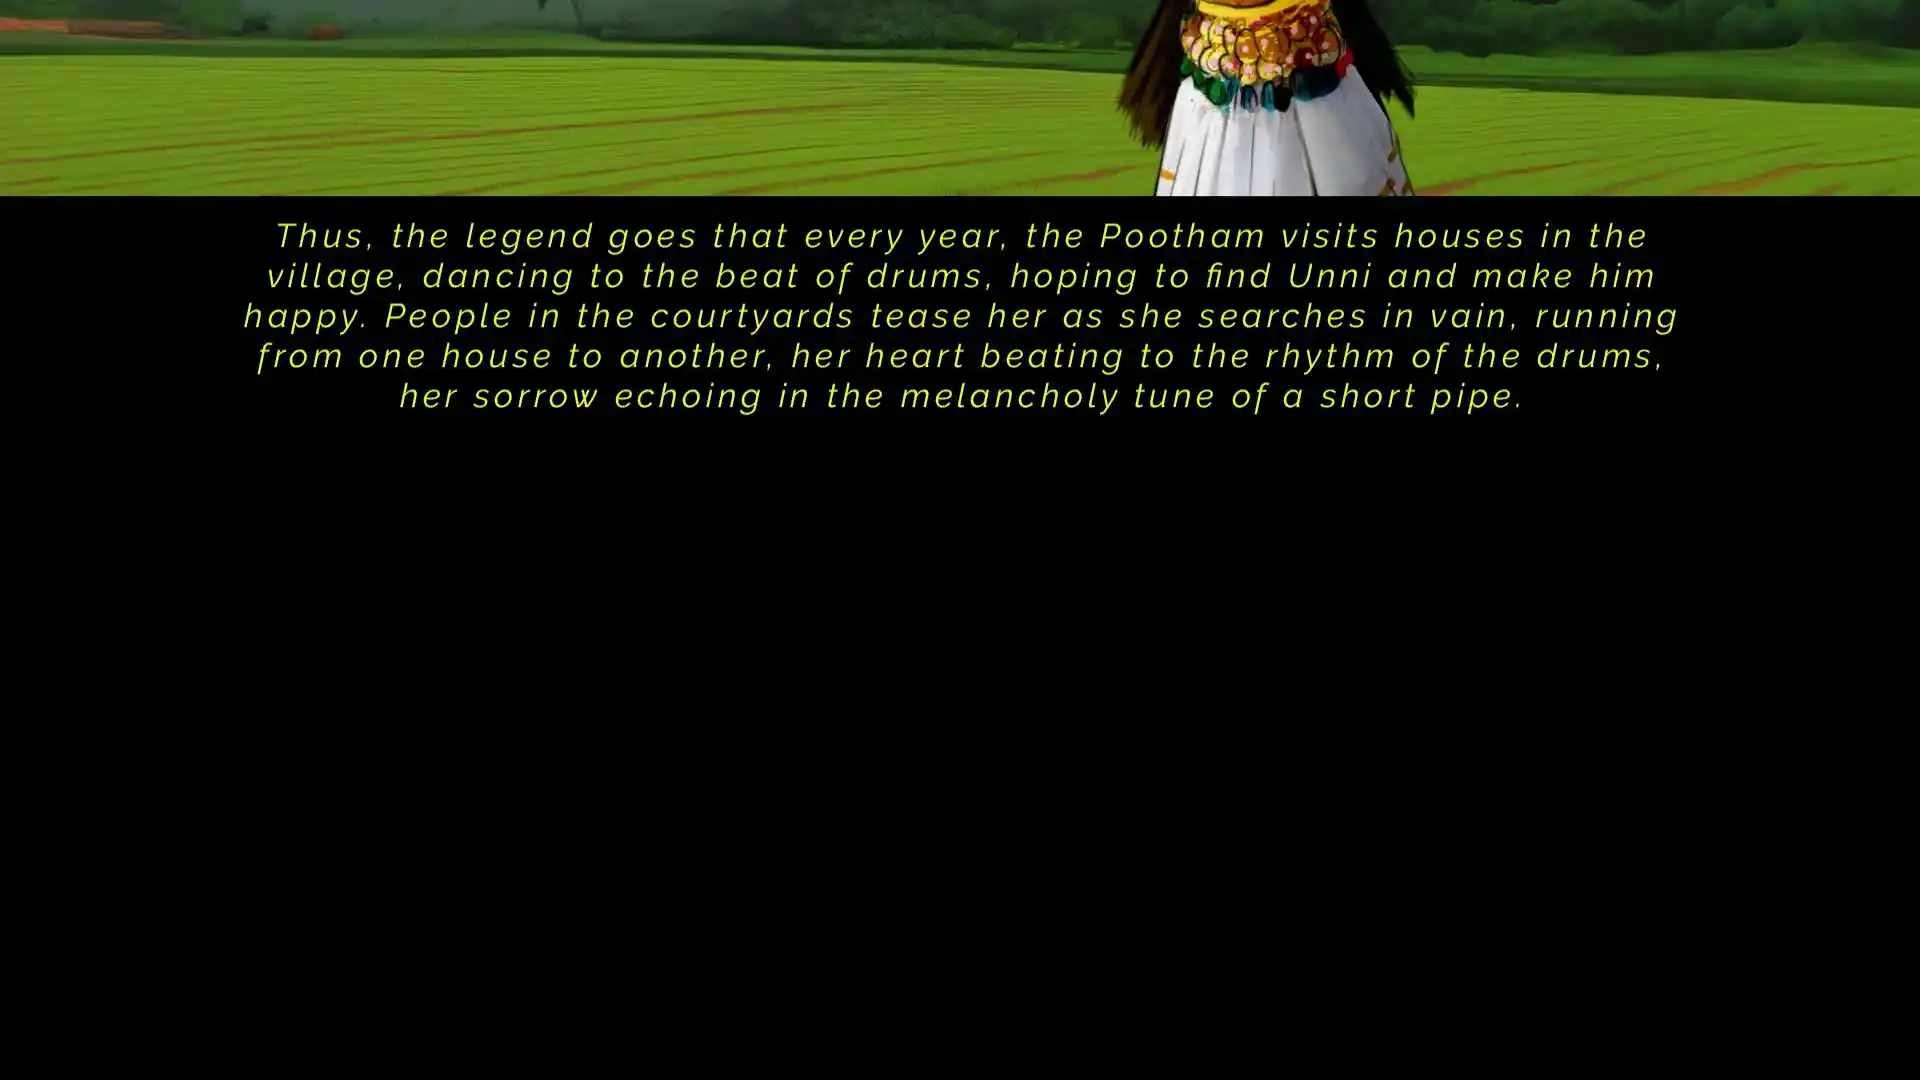 Thus, the legend goes that every year, the Pootham visits houses in the
village, dancing to the beat of drums, hoping to find Unni and make him
happy. People in the courtyards tease her as she searches in vain, running
from one house to another, her heart beating to the rhythm of the drums,
her sorrow echoing in the melancholy tune of a short pipe.